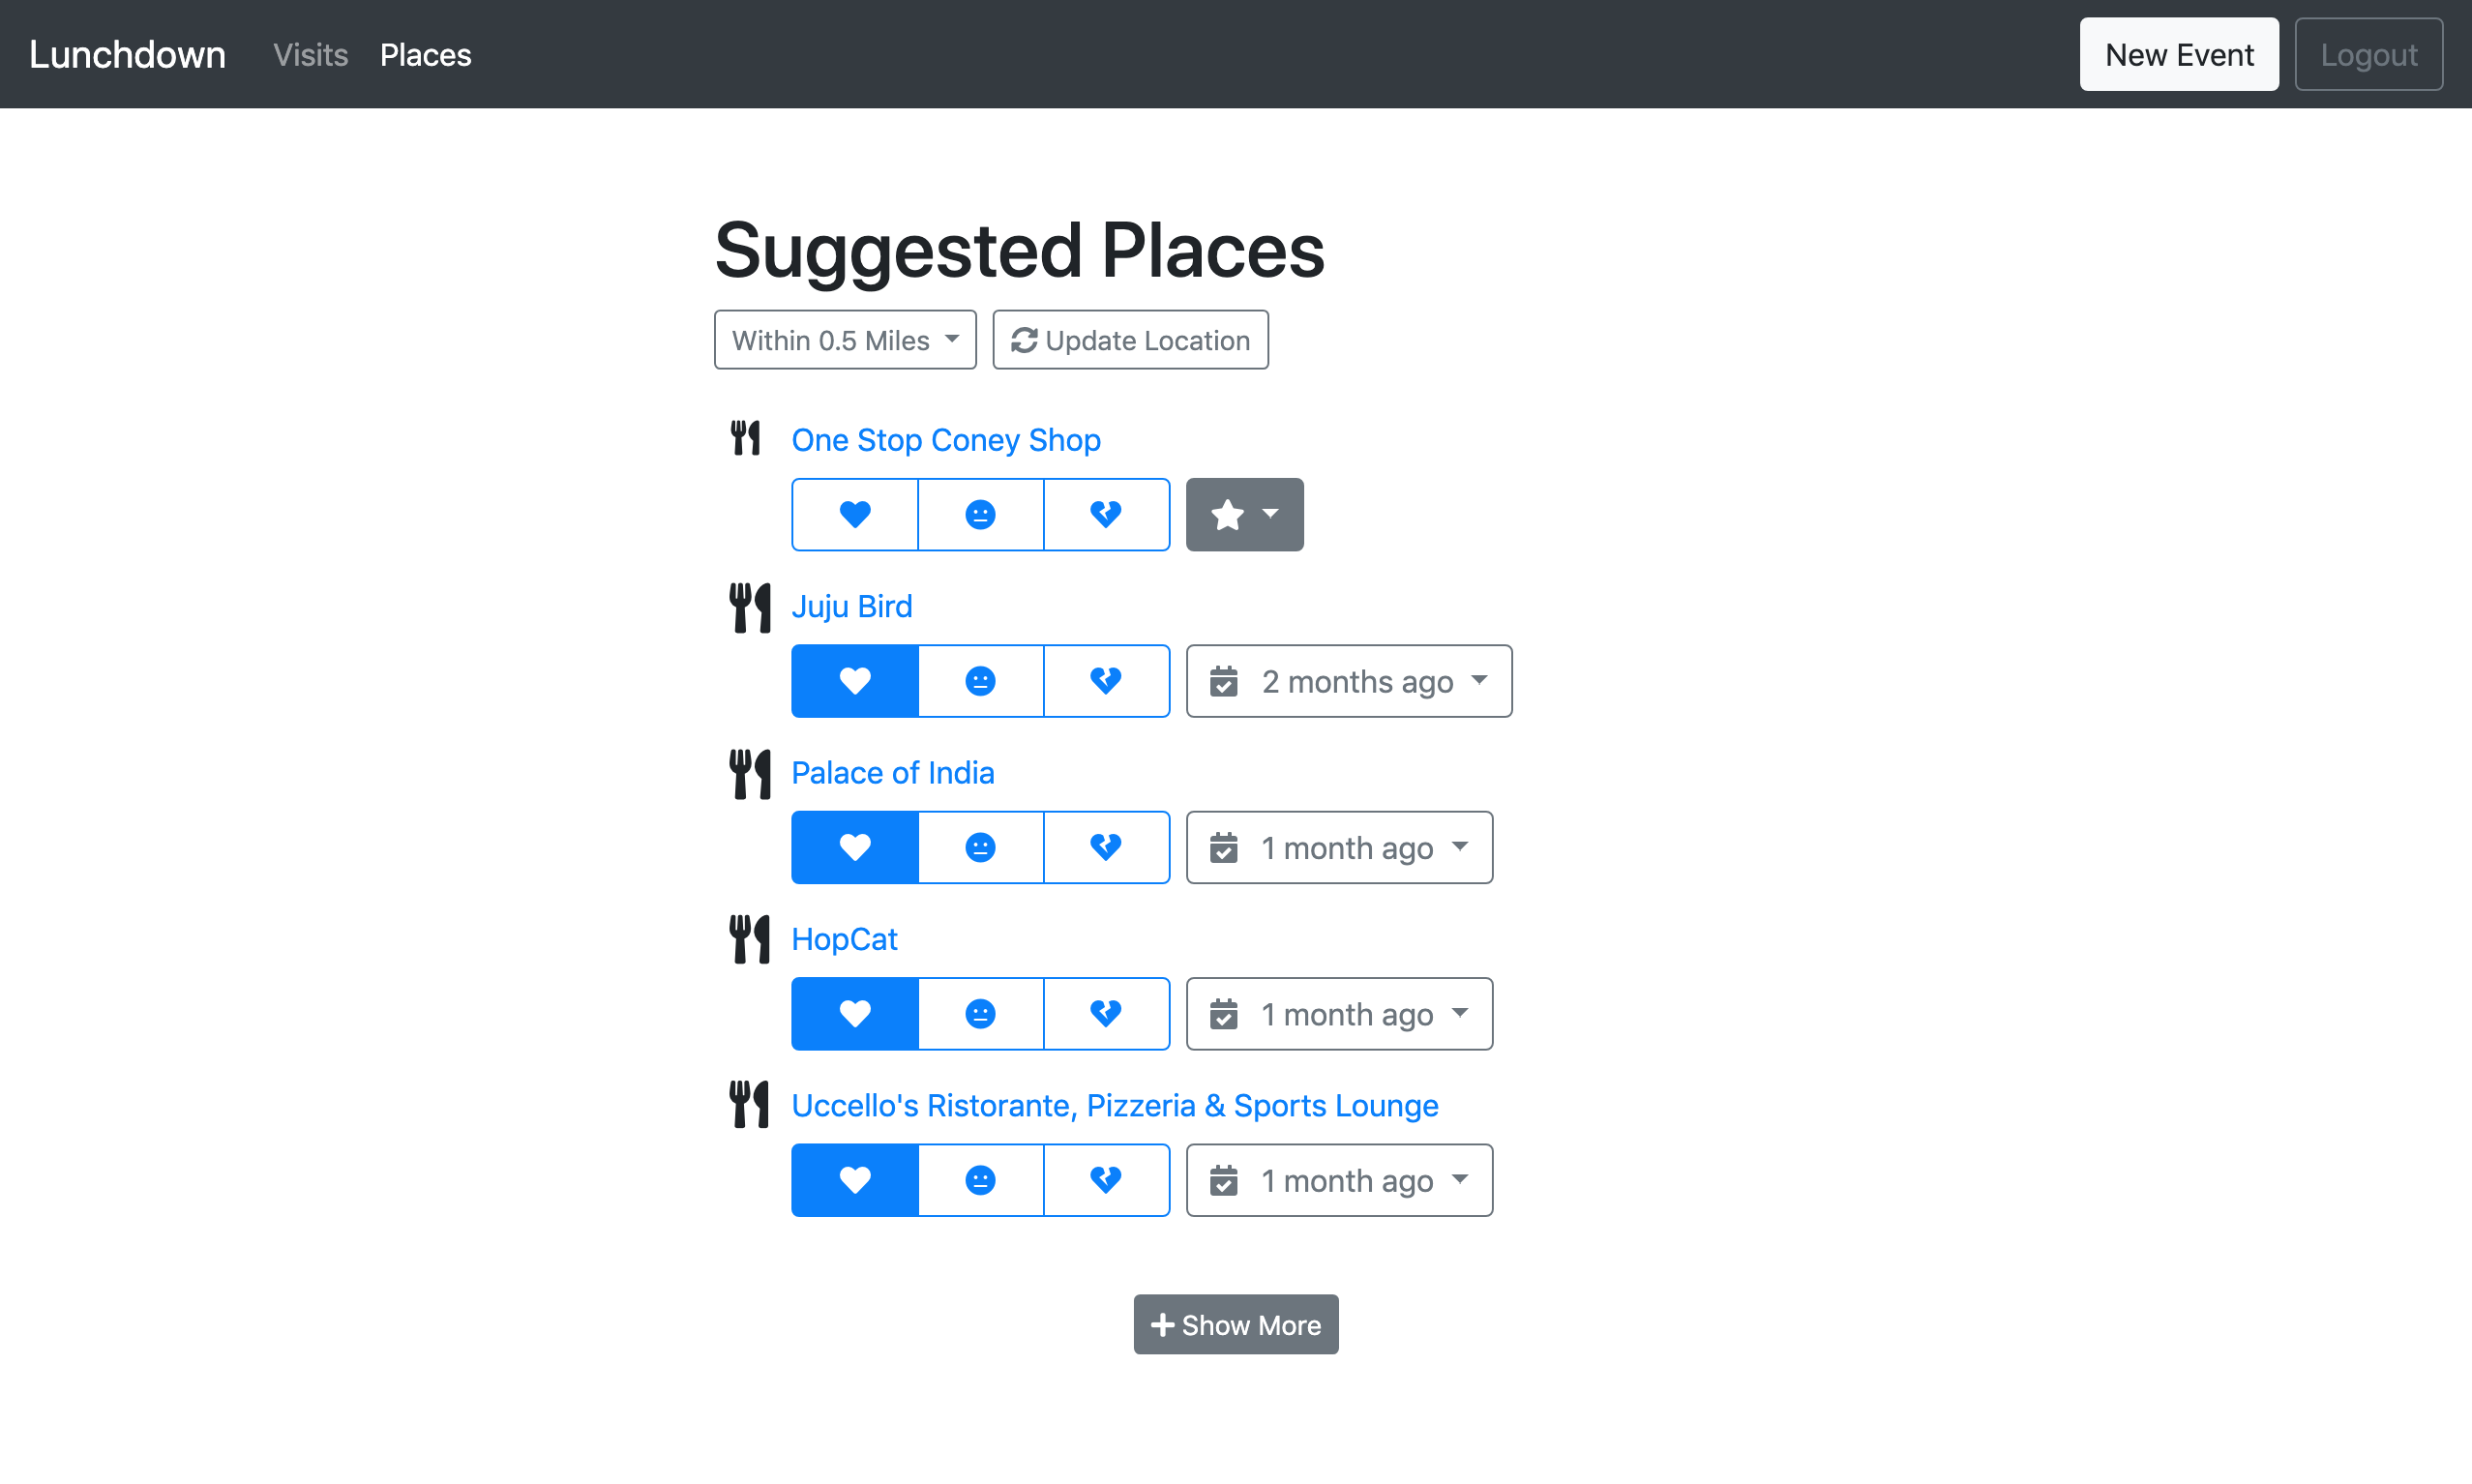 Lunchdown Visits Places New Event Logout
Suggested Places
Within 0.5 Miles Update Location
One Stop Coney Shop
Juju Bird
2 months ago
Palace of India
1 month ago
HopCat
1 month ago
Uccello's Ristorante, Pizzeria & Sports Lounge
1 month ago
Show More